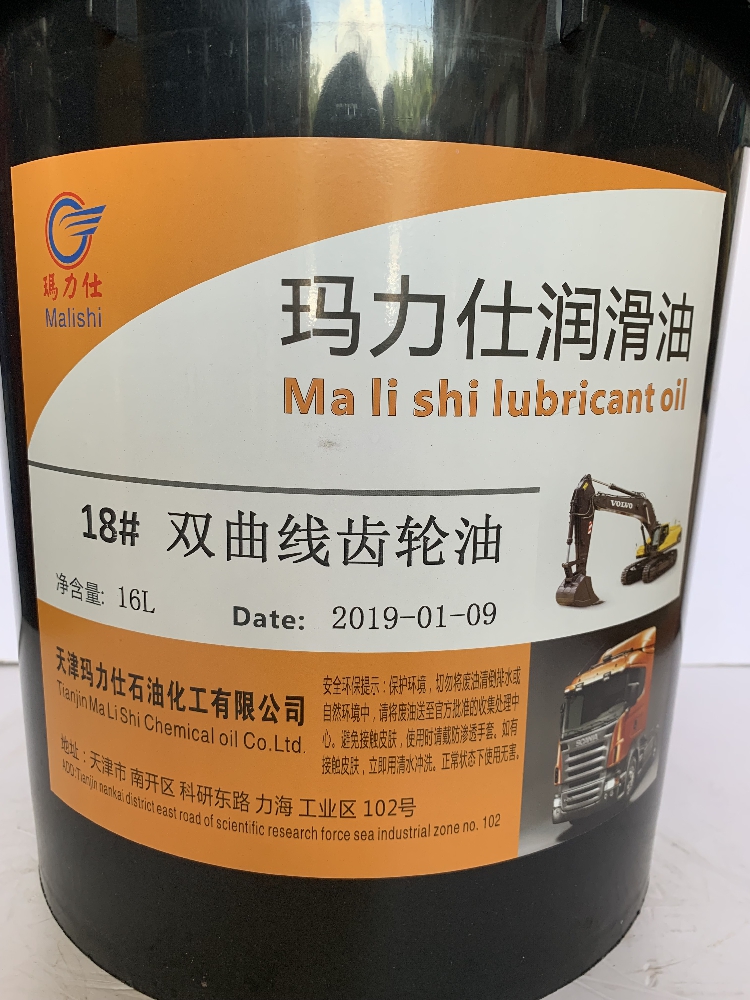 瑪力仕
Malishi
玛力仕润滑油
Ma li shi lubricant oil
18# 双曲线齿轮油
净含量: 16L
Date: 2019-01-09
VOLVO
天津玛力仕石油化工有限公司
Tianjin Ma Li Shi Chemical oil Co.Ltd.
安全环保提示：保护环境，切勿将废油清倒排水或
自然环境中，请将废油送至官方批准的收集处理中
心。避免接触皮肤，使用时请戴防渗透手套。如有
接触皮肤，立即用清水冲洗。正常状态下使用无害。
SCANIA
地址：天津市 南开区 科研东路 力海 工业区 102号
ADD:Tianjin nankai district east road of scientific research force sea industrial zone no. 102